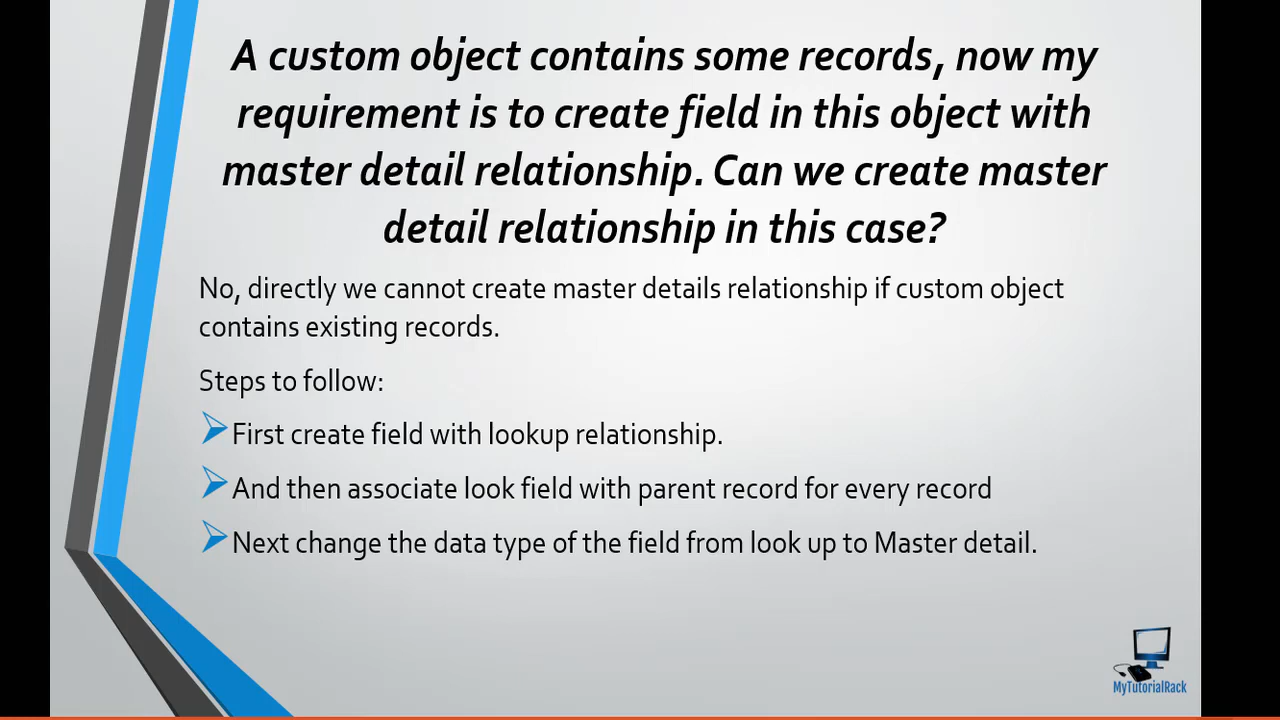 A custom object contains some records, now my
requirement is to create field in this object with
master detail relationship. Can we create master
detail relationship in this case?
No, directly we cannot create master details relationship if custom object
contains existing records.
Steps to follow:
First create field with lookup relationship.
And then associate look field with parent record for every record
Next change the data type of the field from look up to Master detail.
MyTutorialRack